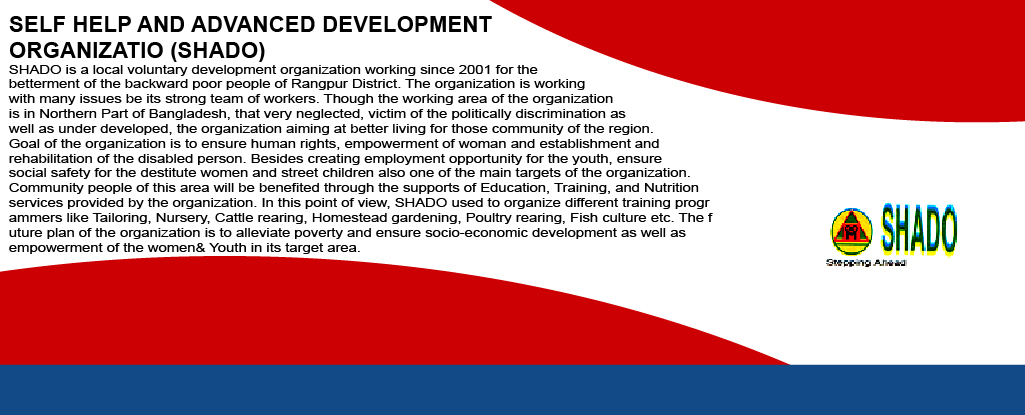 SELF HELP AND ADVANCED DEVELOPMENT
ORGANIZATIO (SHADO)
SHADO is a local voluntary development organization working since 2001 for the
betterment of the backward poor people of Rangpur District. The organization is working
with many issues be its strong team of workers. Though the working area of the organization
is in Northern Part of Bangladesh, that very neglected, victim of the politically discrimination as
well as under developed, the organization aiming at better living for those community of the region.
Goal of the organization is to ensure human rights, empowerment of woman and establishment and
rehabilitation of the disabled person. Besides creating employment opportunity for the youth, ensure
social safety for the destitute women and street children also one of the main targets of the organization.
Community people of this area will be benefited through the supports of Education, Training, and Nutrition
services provided by the organization. In this point of view, SHADO used to organize different training progr
ammers like Tailoring, Nursery, Cattle rearing, Homestead gardening, Poultry rearing, Fish culture etc. The f
uture plan of the organization is to alleviate poverty and ensure socio-economic development as well as
empowerment of the women& Youth in its target area.
SHADO
Stepping Ahead